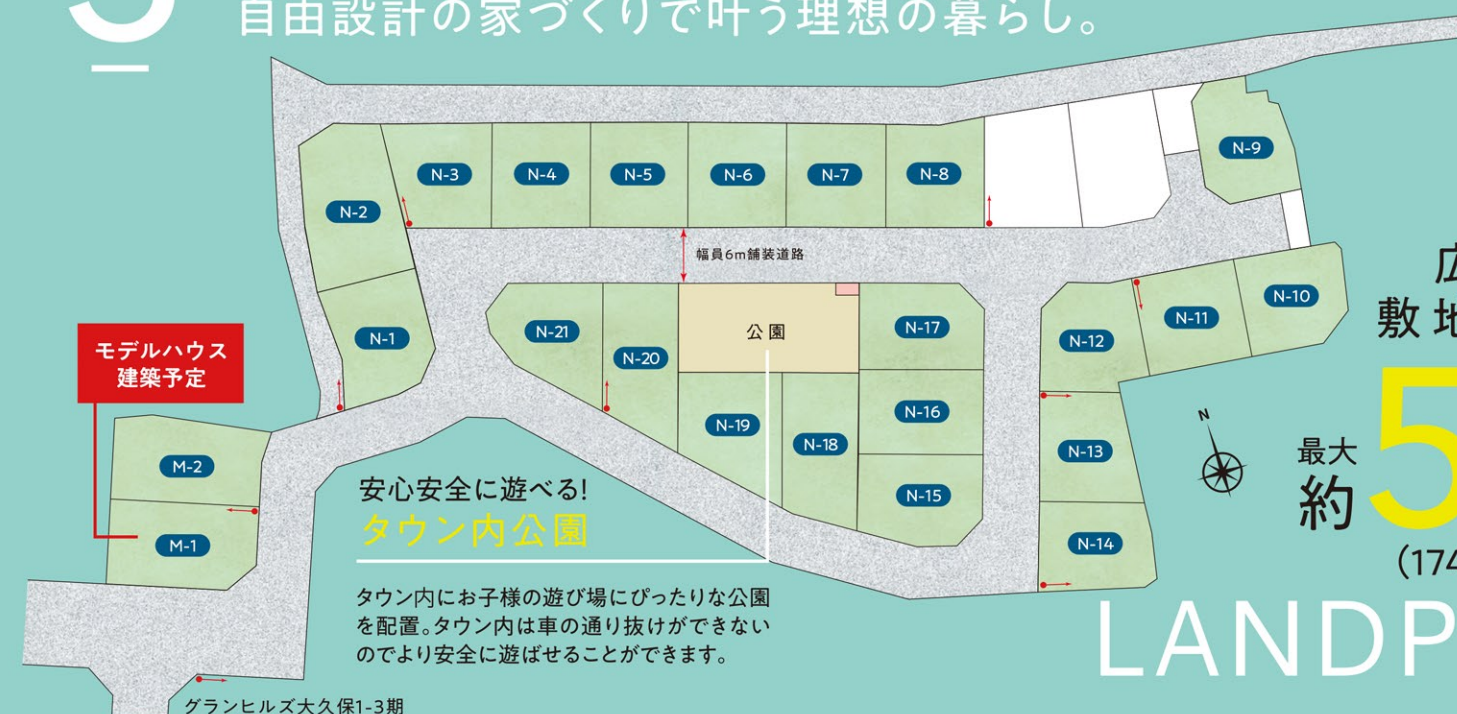 自由設計の家づくりで叶う理想の暮らし。
N-9
N-3
N-4
N-5
N-6
N-7
N-8
N-2
幅員6m舗装道路
N-10
N-11
N-12
N-1
N-21
N-20
公園
N-17
モデルハウス
建築予定
N-16
N-19
N-18
N-13
N-15
N-14
M-2
M-1
N
安心安全に遊べる!
タウン内公園
タウン内にお子様の遊び場にぴったりな公園
を配置。タウン内は車の通り抜けができない
のでより安全に遊ばせることができます。
グランヒルズ大久保1-3期
広
敷地
最大
約5
(174
LANDP